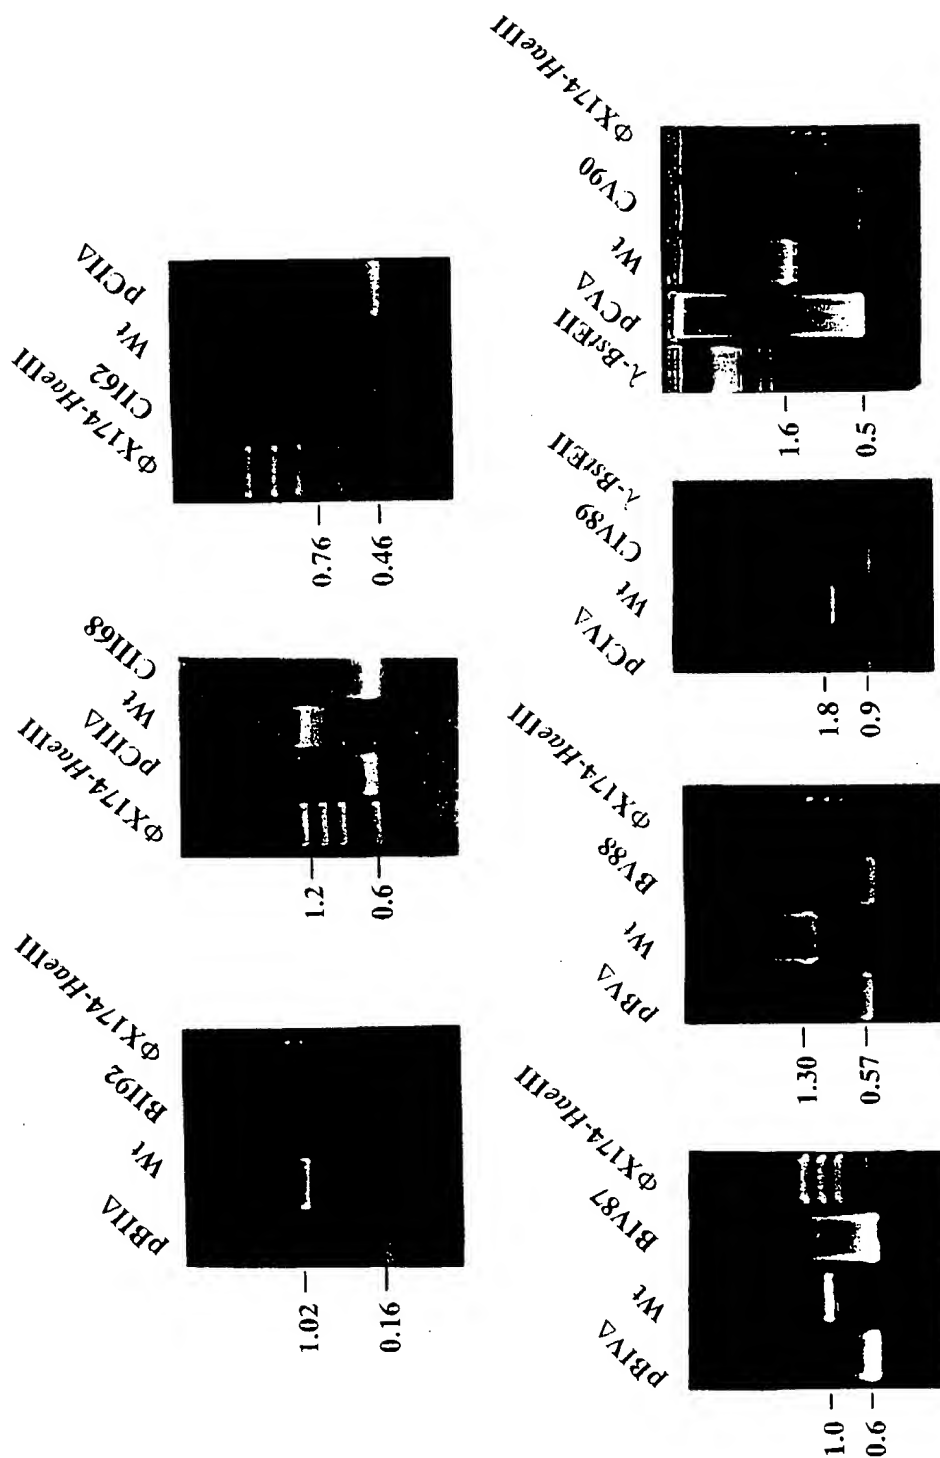 pBIIΔ
Wt
BII92
ΦX174-HaeIII
1.02
0.16
ΦX174-HaeIII
pCIIIΔ
Wt
CIII68
1.2
0.6
ΦX174-HaeIII
CII62
Wt
pCIIΔ
0.76
0.46
pBIVΔ
Wt
BIV87
ΦX174-HaeIII
1.0
0.6
pBVΔ
Wt
BV88
ΦX174-HaeIII
1.30
0.57
pCIVΔ
Wt
CIV89
λ-BstEII
1.8
0.9
λ-BstEII
pCVΔ
Wt
CV90
ΦX174-HaeIII
1.6
0.5